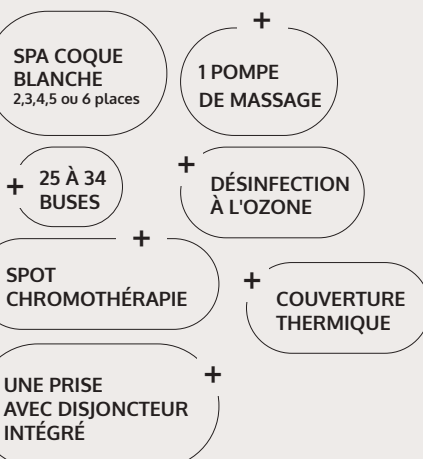 SPA COQUE
BLANCHE
2,3,4,5 ou 6 places
+
1 POMPE
DE MASSAGE
+
25 À 34
BUSES
+
DÉSINFECTION
À L'OZONE
+
SPOT
CHROMOTHÉRAPIE
+
COUVERTURE
THERMIQUE
+
UNE PRISE
AVEC DISJONCTEUR
INTÉGRÉ